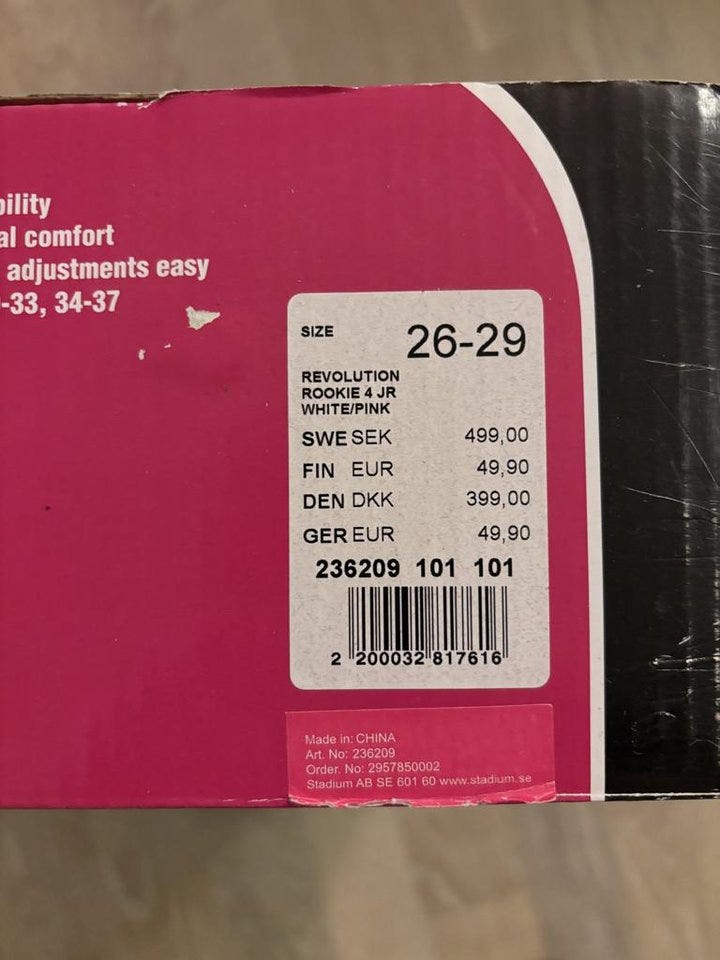 al comfort
adjustments easy
-33, 34-37
SIZE 26-29
REVOLUTION
ROOKIE 4 JR
WHITE/PINK
SWE SEK 499,00
FIN EUR 49,90
DEN DKK 399,00
GER EUR 49,90
236209 101 101
2 200032 817616
Made in: CHINA
Art. No: 236209
Order. No: 2957850002
Stadium AB SE 601 60 www.stadium.se